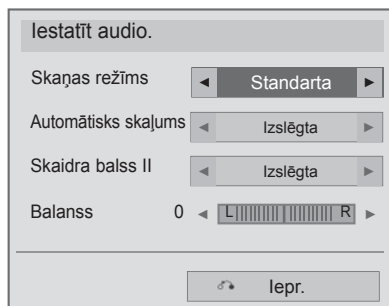 Iestatīt audio.
Skaņas režīms ◄ Standarta ►
Automātisks skaļums ◄ Izslēgta ►
Skaidra balss II ◄ Izslēgta ►
Balanss 0 ◄ L R ►
Iepr.